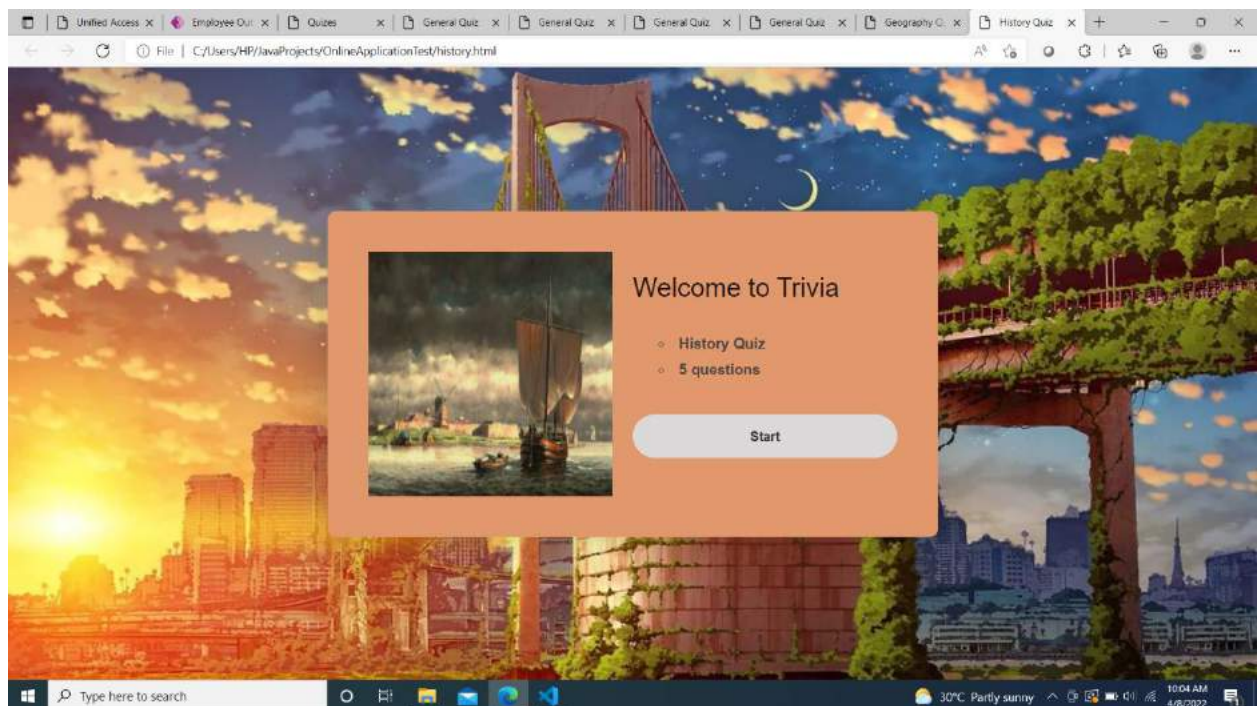 Unified Access
Employee Out
Quizes
General Quiz
General Quiz
General Quiz
General Quiz
Geography Q
History Quiz
File | C:/Users/HP/JavaProjects/OnlineApplicationTest/history.html
Welcome to Trivia
History Quiz
5 questions
Start
Type here to search
30°C Partly sunny
10:04 AM
4/8/2022